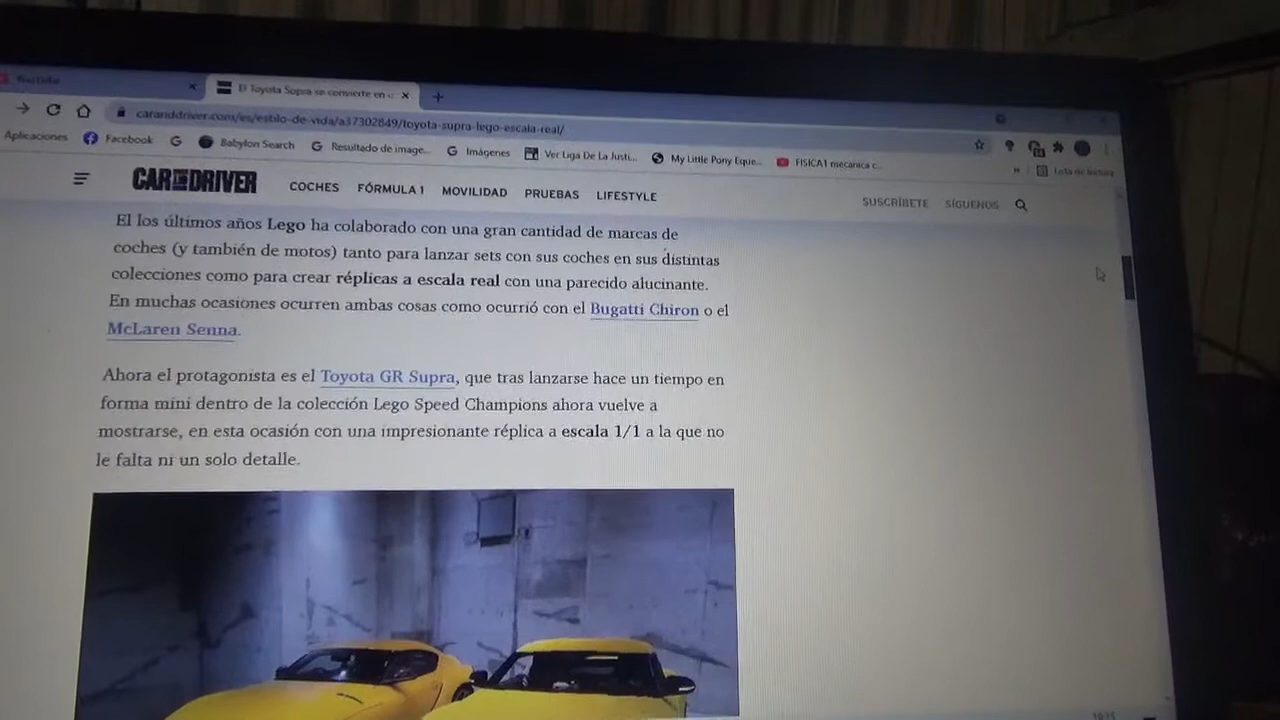 YouTube
El Toyota Supra se convierte en
caranddriver.com/es/estilo-de-vida/a37302849/toyota-supra-lego-escala-real/
Aplicaciones Facebook Babylon Search Resultado de image... Imágenes Ver Liga De La Justi... My Little Pony Eque... FISICA1 mecanica c... » Lista de lectura
CAR AND DRIVER COCHES FÓRMULA 1 MOVILIDAD PRUEBAS LIFESTYLE SUSCRÍBETE SÍGUENOS
El los últimos años Lego ha colaborado con una gran cantidad de marcas de
coches (y también de motos) tanto para lanzar sets con sus coches en sus distintas
colecciones como para crear réplicas a escala real con una parecido alucinante.
En muchas ocasiones ocurren ambas cosas como ocurrió con el Bugatti Chiron o el
McLaren Senna.
Ahora el protagonista es el Toyota GR Supra, que tras lanzarse hace un tiempo en
forma mini dentro de la colección Lego Speed Champions ahora vuelve a
mostrarse, en esta ocasión con una impresionante réplica a escala 1/1 a la que no
le falta ni un solo detalle.